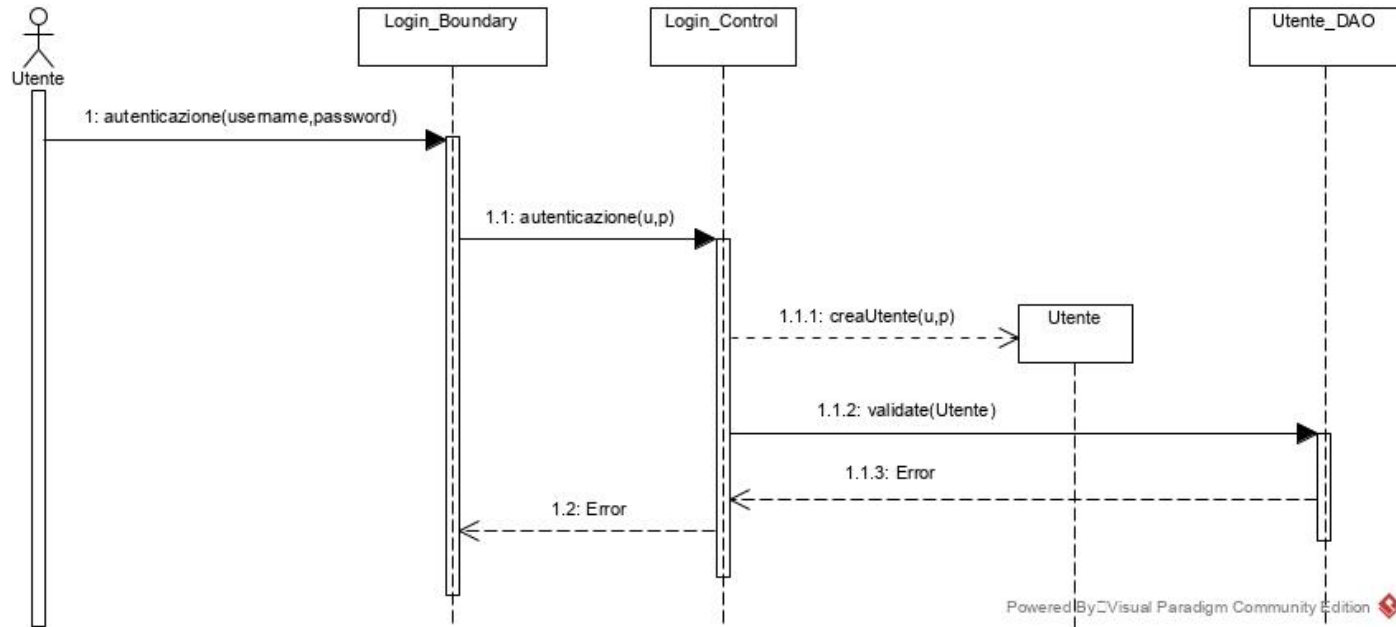 Login_Boundary
Login_Control
Utente_DAO
Utente
1: autenticazione(username,password)
1.1: autenticazione(u,p)
1.1.1: creaUtente(u,p)
Utente
1.1.2: validate(Utente)
1.1.3: Error
1.2: Error
Powered By Visual Paradigm Community Edition